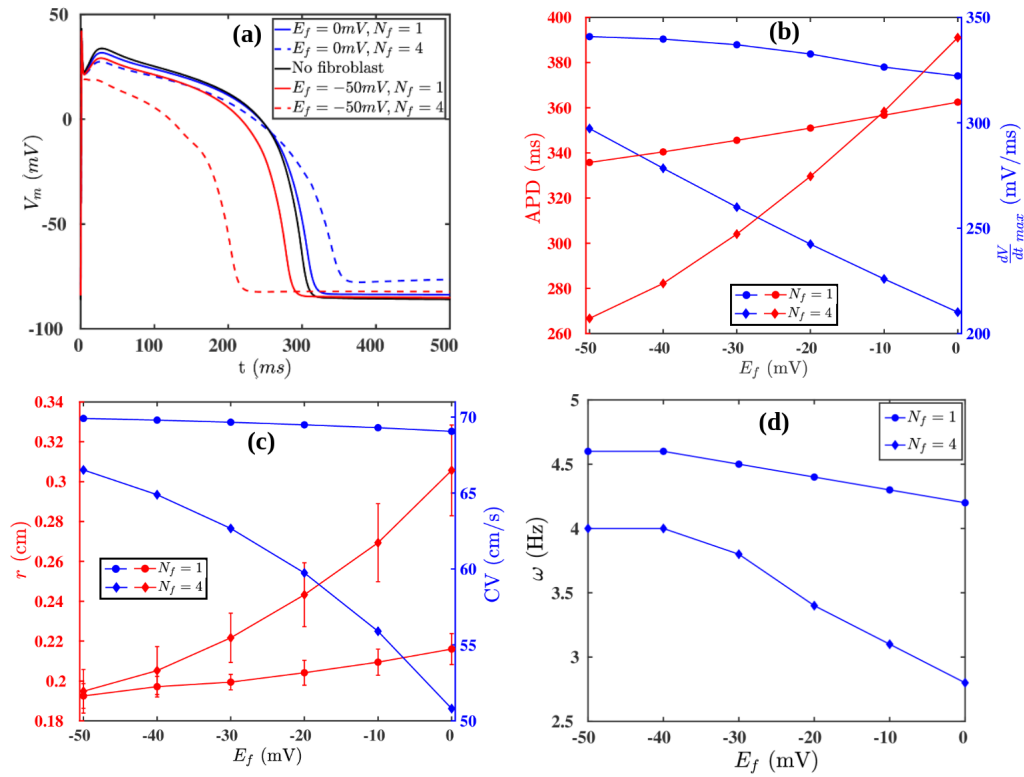 (a)
E_f = 0mV, N_f = 1
E_f = 0mV, N_f = 4
No fibroblast
E_f = −50mV, N_f = 1
E_f = −50mV, N_f = 4
50
0
-50
-100
V_m (mV)
0 100 200 300 400 500
t (ms)
(b)
400
380
360
340
320
300
280
260
APD (ms)
350
300
250
200
dV/dt max (mV/ms)
N_f = 1
N_f = 4
-50 -40 -30 -20 -10 0
E_f (mV)
(c)
0.34
0.32
0.3
0.28
0.26
0.24
0.22
0.2
0.18
r (cm)
70
65
60
55
50
CV (cm/s)
N_f = 1
N_f = 4
-50 -40 -30 -20 -10 0
E_f (mV)
(d)
N_f = 1
N_f = 4
5
4.5
4
3.5
3
2.5
ω (Hz)
-50 -40 -30 -20 -10 0
E_f (mV)